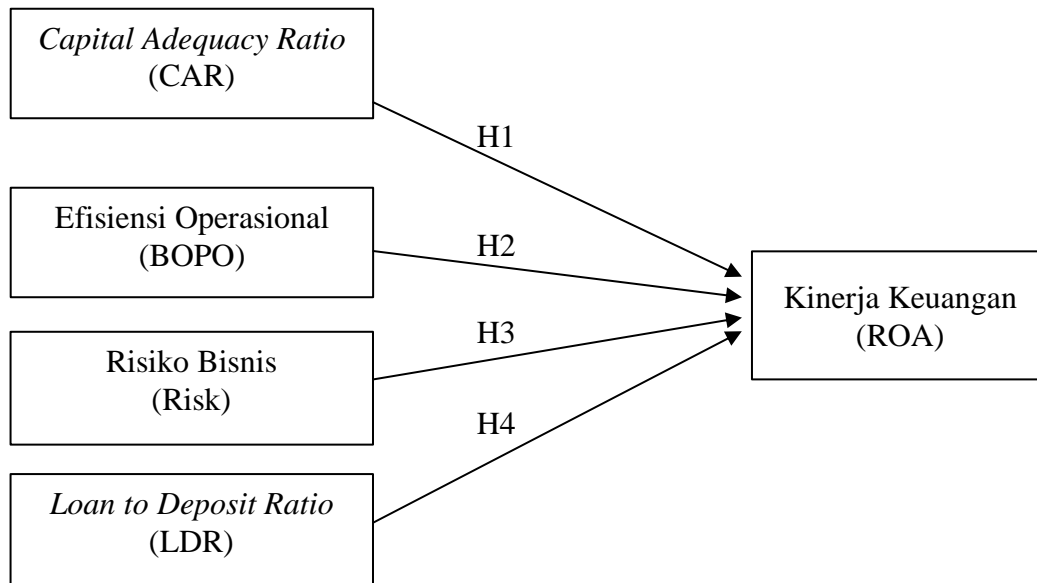 Capital Adequacy Ratio
(CAR)
H1
Efisiensi Operasional
(BOPO)
H2
Kinerja Keuangan
(ROA)
H3
Risiko Bisnis
(Risk)
H4
Loan to Deposit Ratio
(LDR)